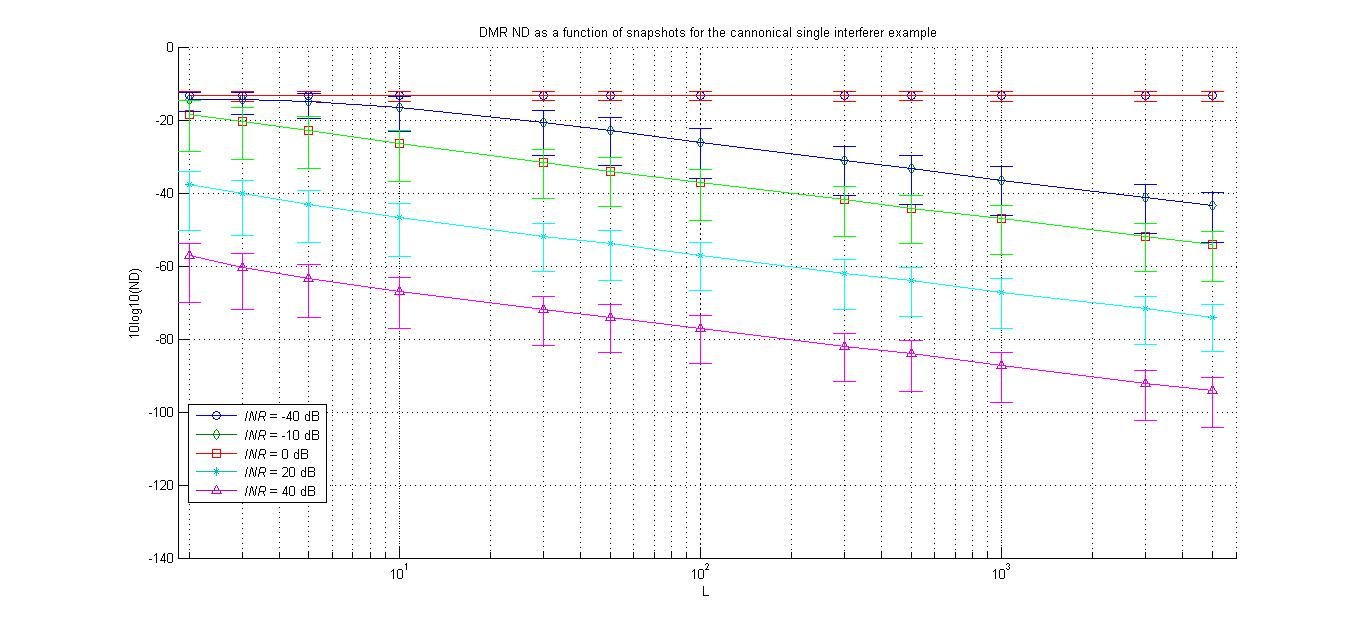 DMR ND as a function of snapshots for the cannonical single interferer example
0
-20
-40
-60
-80
-100
-120
-140
10log10(ND)
INR = -40 dB
INR = -10 dB
INR = 0 dB
INR = 20 dB
INR = 40 dB
10^1
10^2
10^3
L